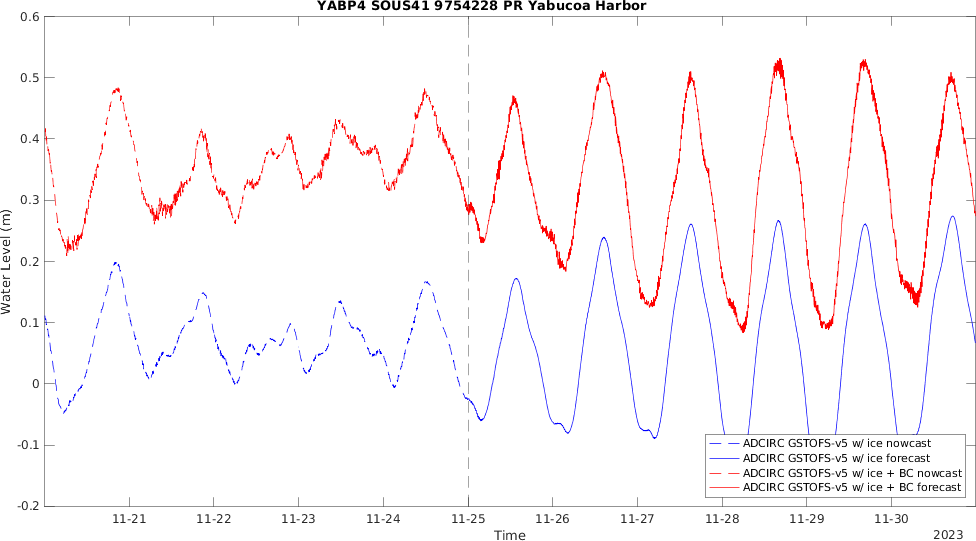 YABP4 SOUS41 9754228 PR Yabucoa Harbor
0.6
0.5
0.4
0.3
0.2
0.1
0
-0.1
-0.2
Water Level (m)
11-21 11-22 11-23 11-24 11-25 11-26 11-27 11-28 11-29 11-30
Time
2023
ADCIRC GSTOFS-v5 w/ ice nowcast
ADCIRC GSTOFS-v5 w/ ice forecast
ADCIRC GSTOFS-v5 w/ ice + BC nowcast
ADCIRC GSTOFS-v5 w/ ice + BC forecast